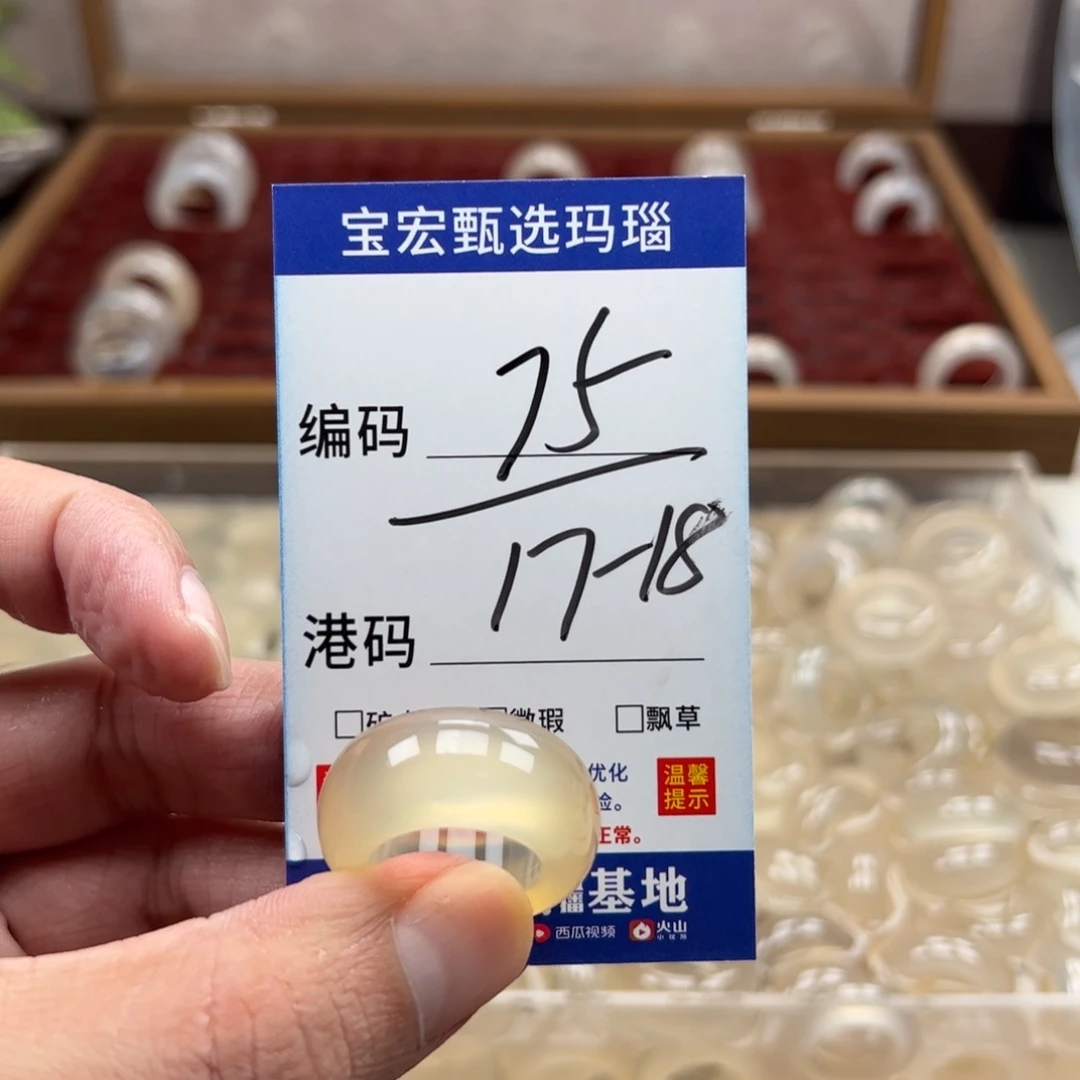 宝宏甄选玛瑙
编码 75
港码 17-18
微瑕 飘草
优化 温馨
提示
正常。
基地
西瓜视频 火山